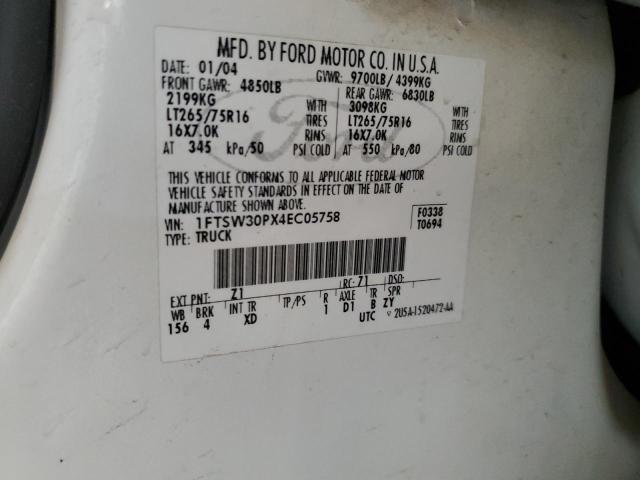 MFD. BY FORD MOTOR CO. IN U.S.A.
DATE: 01/04 GVWR: 9700LB/ 4399KG
FRONT GAWR: 4850LB REAR GAWR: 6830LB
2199KG WITH 3098KG WITH
LT265/75R16 TIRES LT265/75R16 TIRES
16X7.0K RIMS 16X7.0K RIMS
AT 345 kPa/50 PSI COLD AT 550 kPa/80 PSI COLD
Ford
THIS VEHICLE CONFORMS TO ALL APPLICABLE FEDERAL MOTOR
VEHICLE SAFETY STANDARDS IN EFFECT ON THE DATE OF
MANUFACTURE SHOWN ABOVE.
VIN: 1FTSW30PX4EC05758 F0338
TYPE: TRUCK T0694
EXT PNT: Z1 RC: 71 DSO:
WB BRK INT TR TP/PS R AXLE TR SPR
156 4 XD 1 D1 B ZY
UTC 2USA-1520472-AA